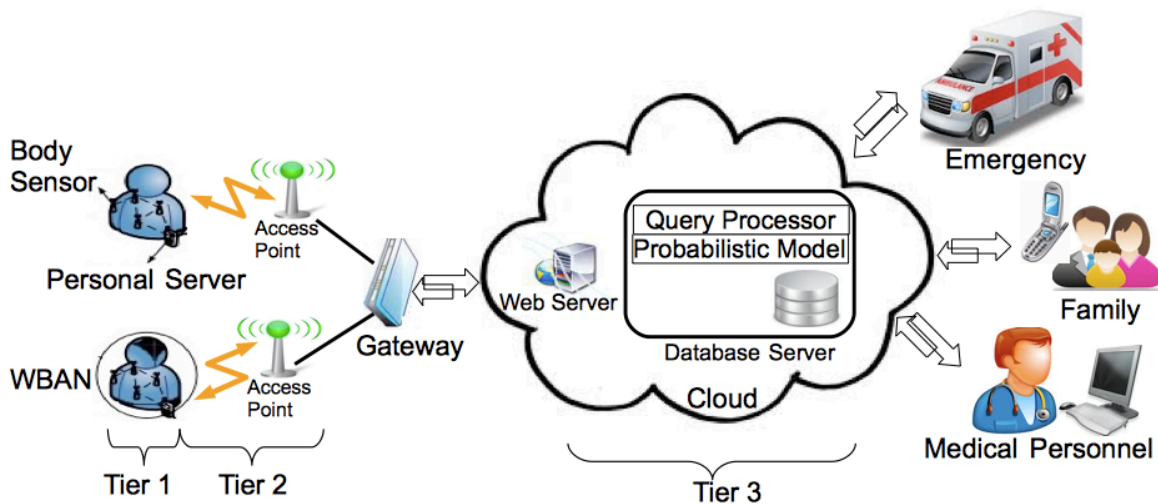 Body
Sensor
Access
Point
Personal Server
WBAN
Access
Point
Gateway
Tier 1
Tier 2
Web Server
Query Processor
Probabilistic Model
Database Server
Cloud
Tier 3
AMBULANCE
Emergency
Family
Medical Personnel